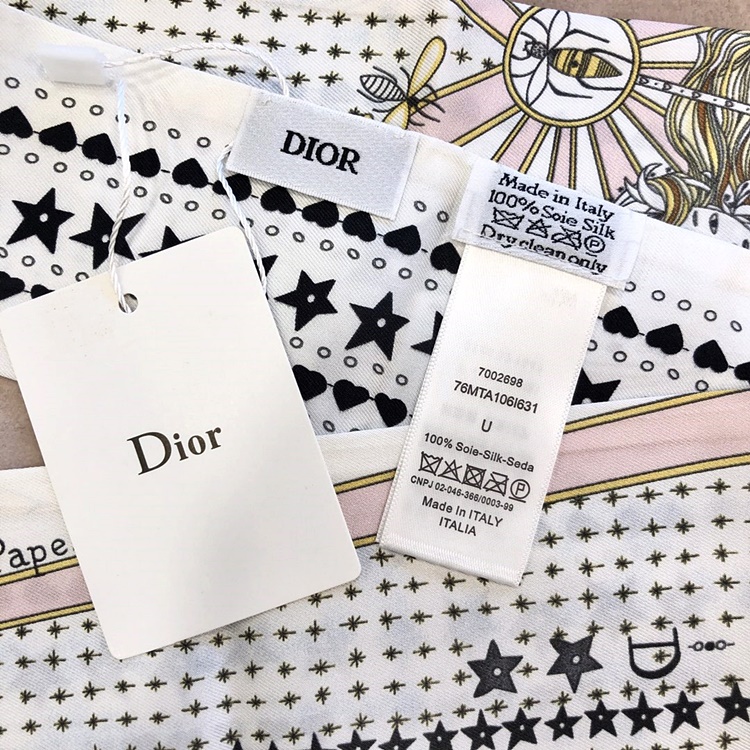 DIOR
Made in Italy
100% Soie Silk
Dry clean only
Dior
7002698
76MTA106I631
U
100% Soie-Silk-Seda
CNPJ 02-046-366/0003-99
Made in ITALY
ITALIA
Pape
D